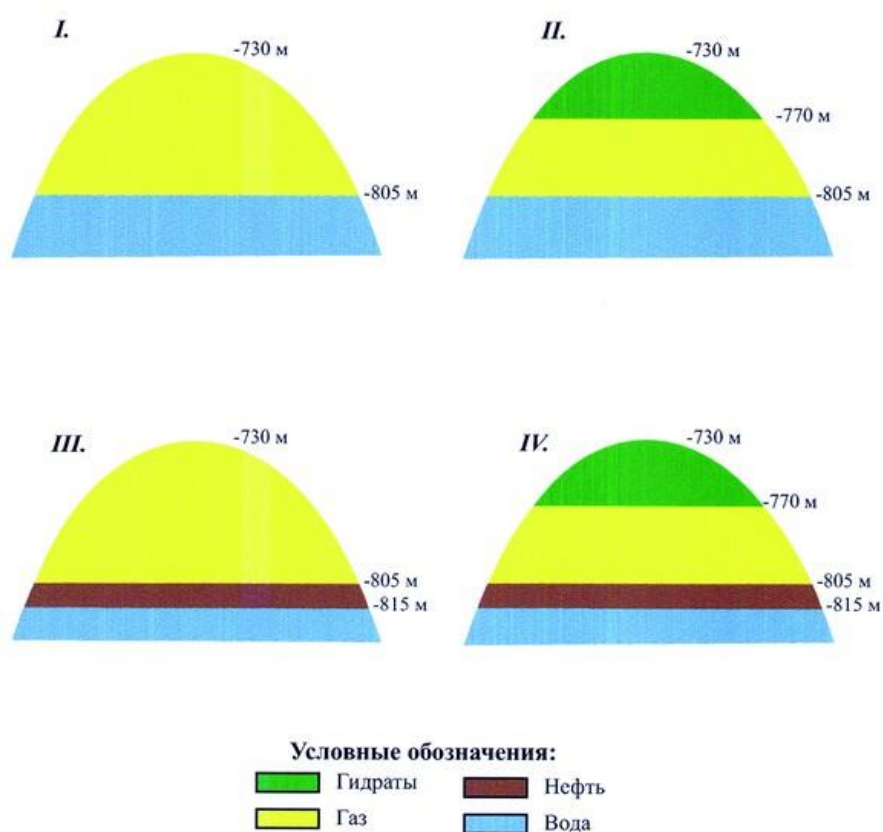 I.
-730 м
-805 м
II.
-730 м
-770 м
-805 м
III.
-730 м
-805 м
-815 м
IV.
-730 м
-770 м
-805 м
-815 м
Условные обозначения:
Гидраты
Нефть
Газ
Вода